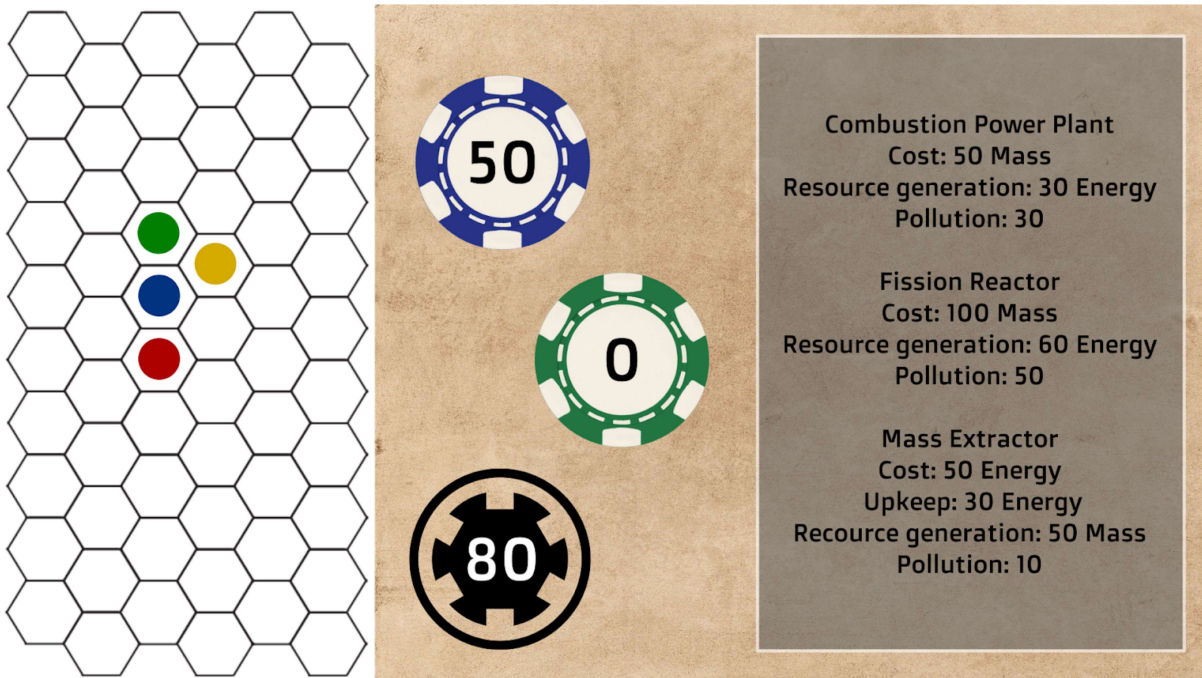 50
0
80
Combustion Power Plant
Cost: 50 Mass
Resource generation: 30 Energy
Pollution: 30
Fission Reactor
Cost: 100 Mass
Resource generation: 60 Energy
Pollution: 50
Mass Extractor
Cost: 50 Energy
Upkeep: 30 Energy
Recource generation: 50 Mass
Pollution: 10